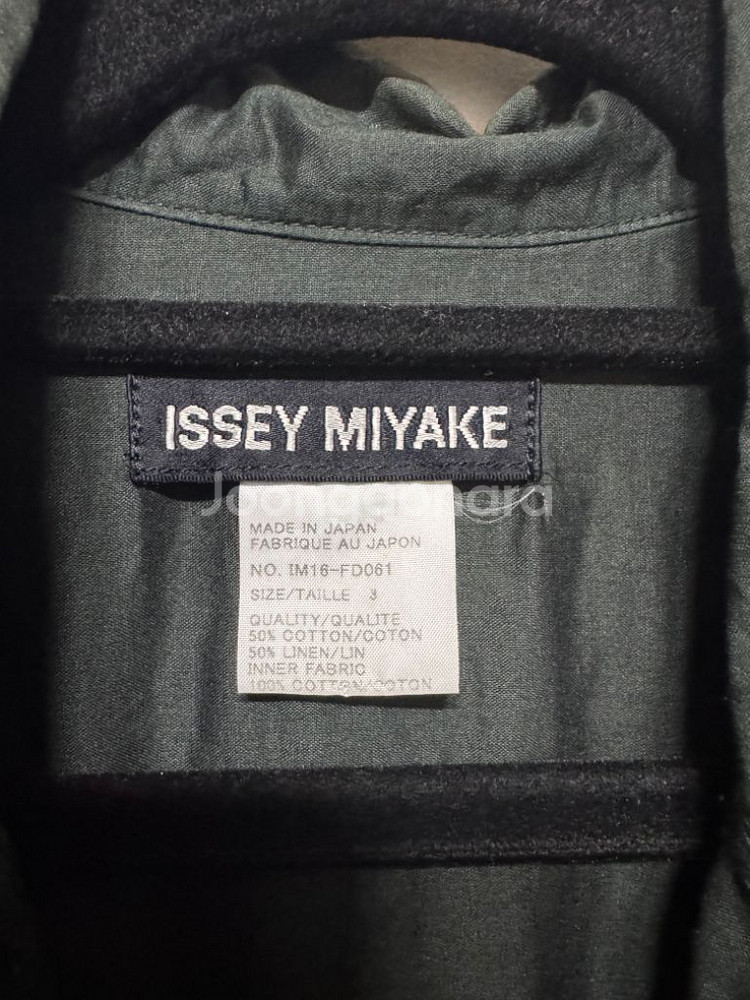 ISSEY MIYAKE
Joonggonara
MADE IN JAPAN
FABRIQUE AU JAPON
NO. IM16-FD061
SIZE/TAILLE 3
QUALITY/QUALITE
50% COTTON/COTON
50% LINEN/LIN
INNER FABRIC
100% COTTON/COTON